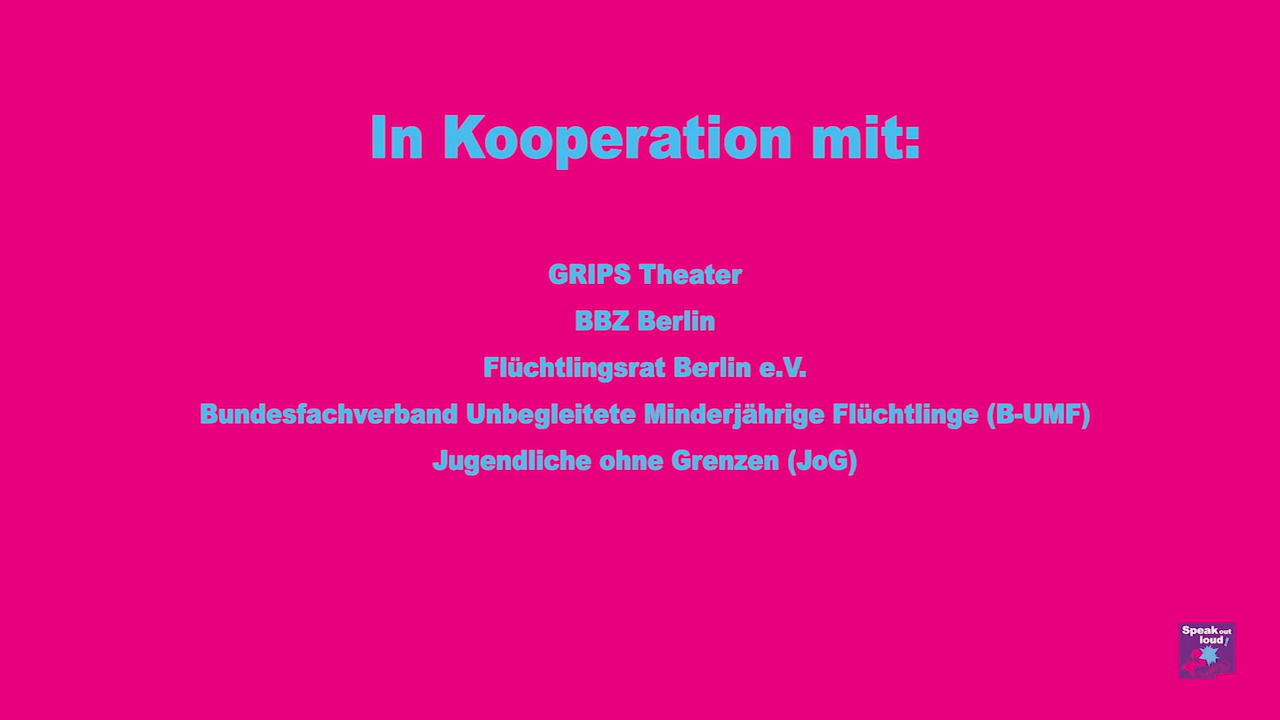 In Kooperation mit:
GRIPS Theater
BBZ Berlin
Flüchtlingsrat Berlin e.V.
Bundesfachverband Unbegleitete Minderjährige Flüchtlinge (B-UMF)
Jugendliche ohne Grenzen (JoG)
Speak out
loud!